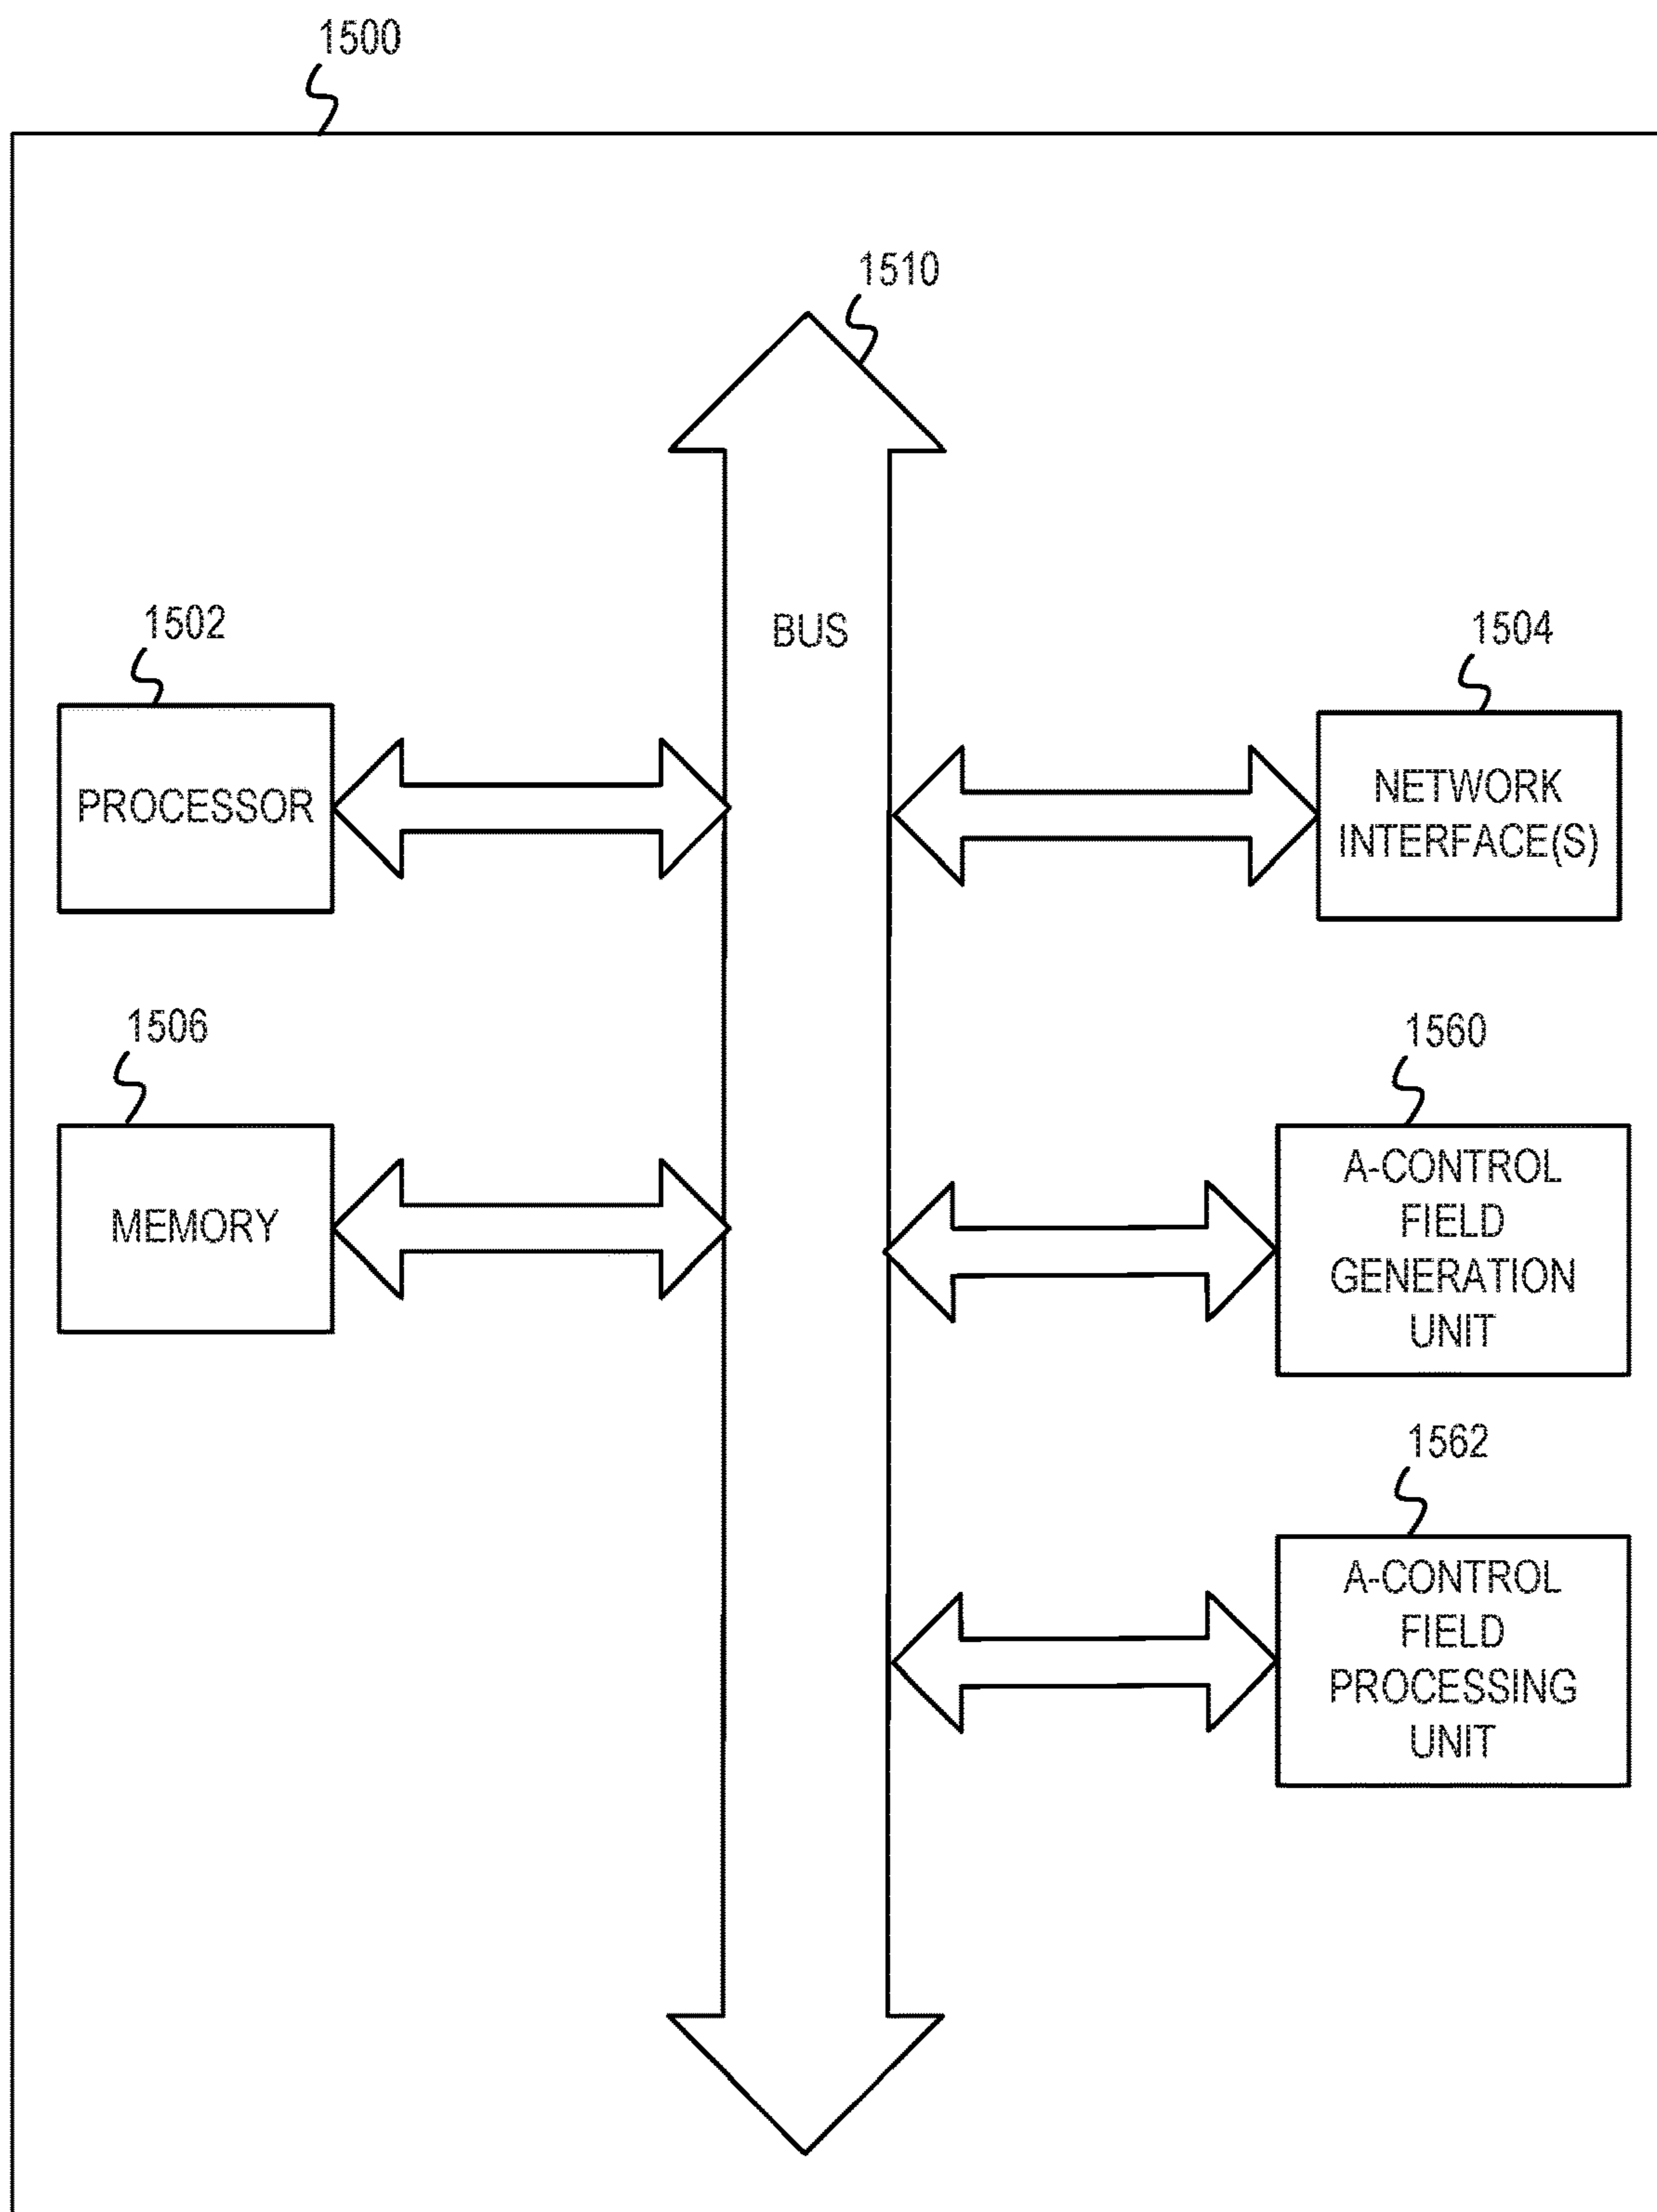 1500
1510
BUS
1502
PROCESSOR
1504
NETWORK
INTERFACE(S)
1506
MEMORY
1560
A-CONTROL
FIELD
GENERATION
UNIT
1562
A-CONTROL
FIELD
PROCESSING
UNIT